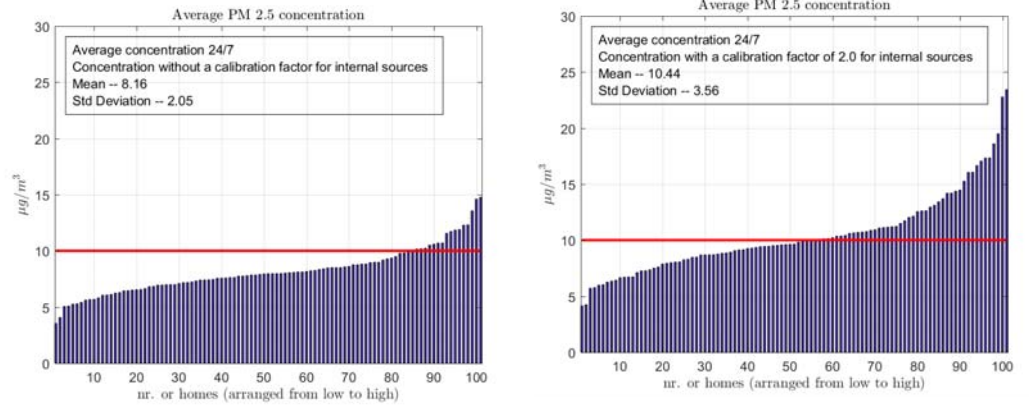 Average PM 2.5 concentration
30
25
20
15
10
5
0
μg/m³
Average concentration 24/7
Concentration without a calibration factor for internal sources
Mean -- 8.16
Std Deviation -- 2.05
10 20 30 40 50 60 70 80 90 100
nr. or homes (arranged from low to high)
Average PM 2.5 concentration
30
25
20
15
10
5
0
μg/m³
Average concentration 24/7
Concentration with a calibration factor of 2.0 for internal sources
Mean -- 10.44
Std Deviation -- 3.56
10 20 30 40 50 60 70 80 90 100
nr. or homes (arranged from low to high)